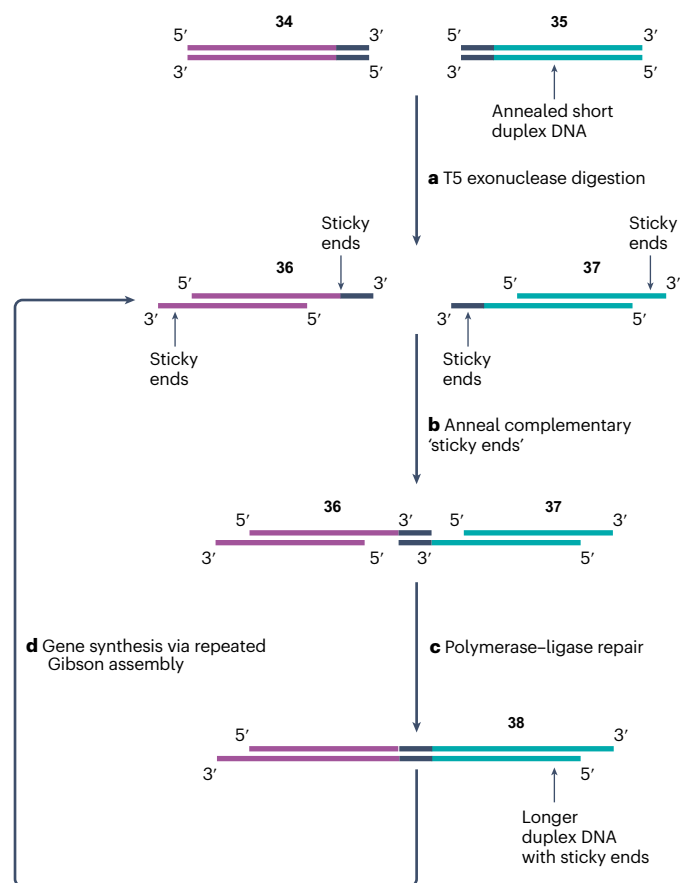 34
35
5′ 3′ 5′ 3′
3′ 5′ 3′ 5′
Annealed short
duplex DNA
a T5 exonuclease digestion
Sticky
ends
Sticky
ends
36
37
5′ 3′ 5′ 3′
3′ 5′ 3′ 5′
Sticky
ends
Sticky
ends
b Anneal complementary
‘sticky ends’
36
37
5′ 3′ 5′ 3′
3′ 5′ 3′ 5′
d Gene synthesis via repeated
Gibson assembly
c Polymerase–ligase repair
38
5′ 3′
3′ 5′
Longer
duplex DNA
with sticky ends